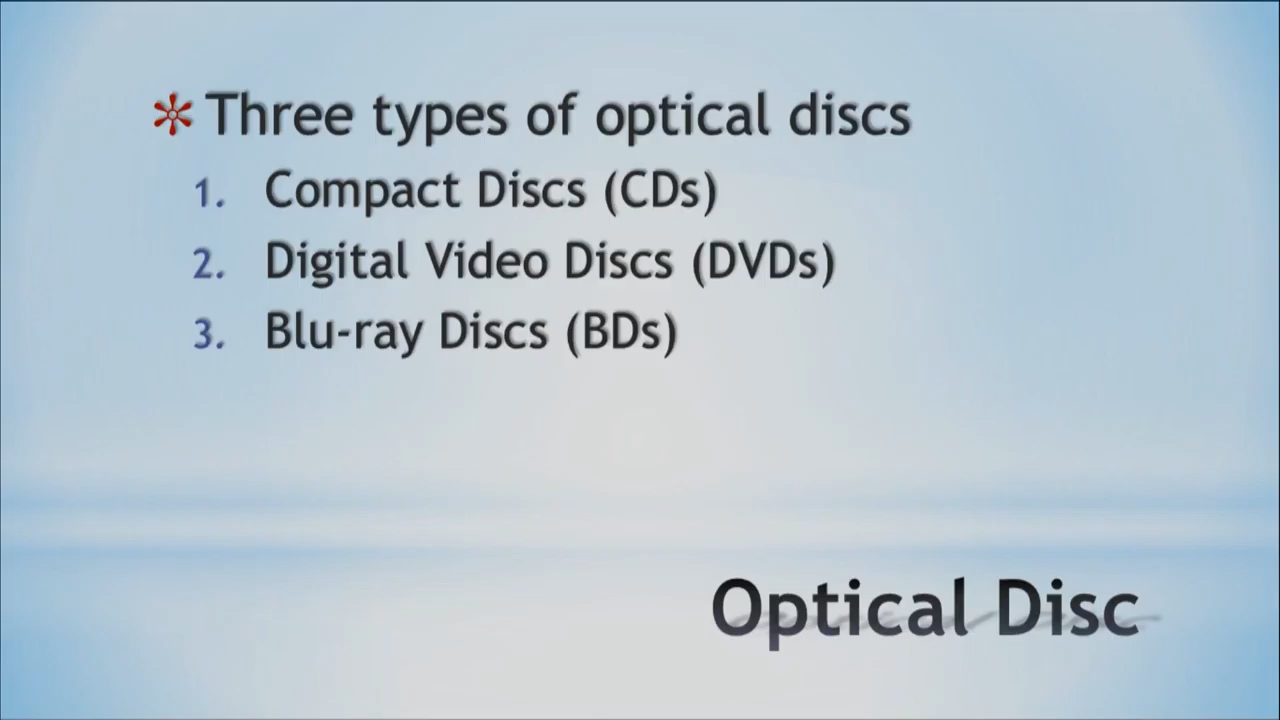 * Three types of optical discs
1. Compact Discs (CDs)
2. Digital Video Discs (DVDs)
3. Blu-ray Discs (BDs)
Optical Disc